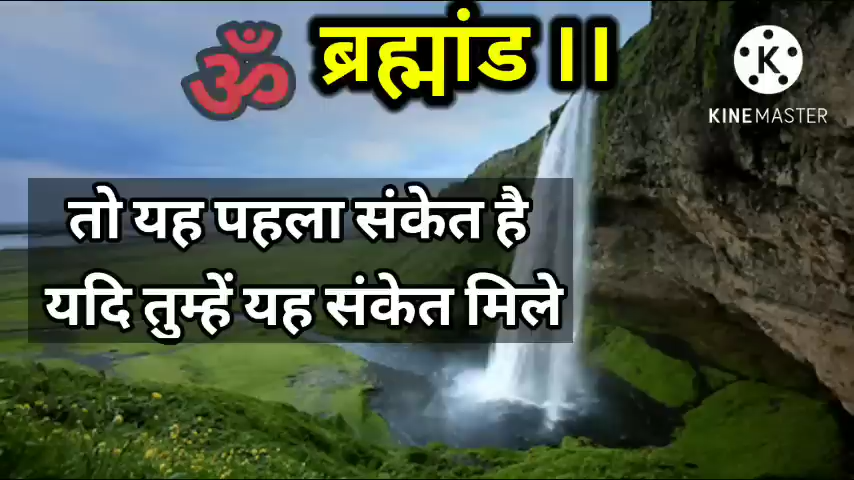 ॐ ब्रह्मांड ।।
KINEMASTER
तो यह पहला संकेत है
यदि तुम्हें यह संकेत मिले